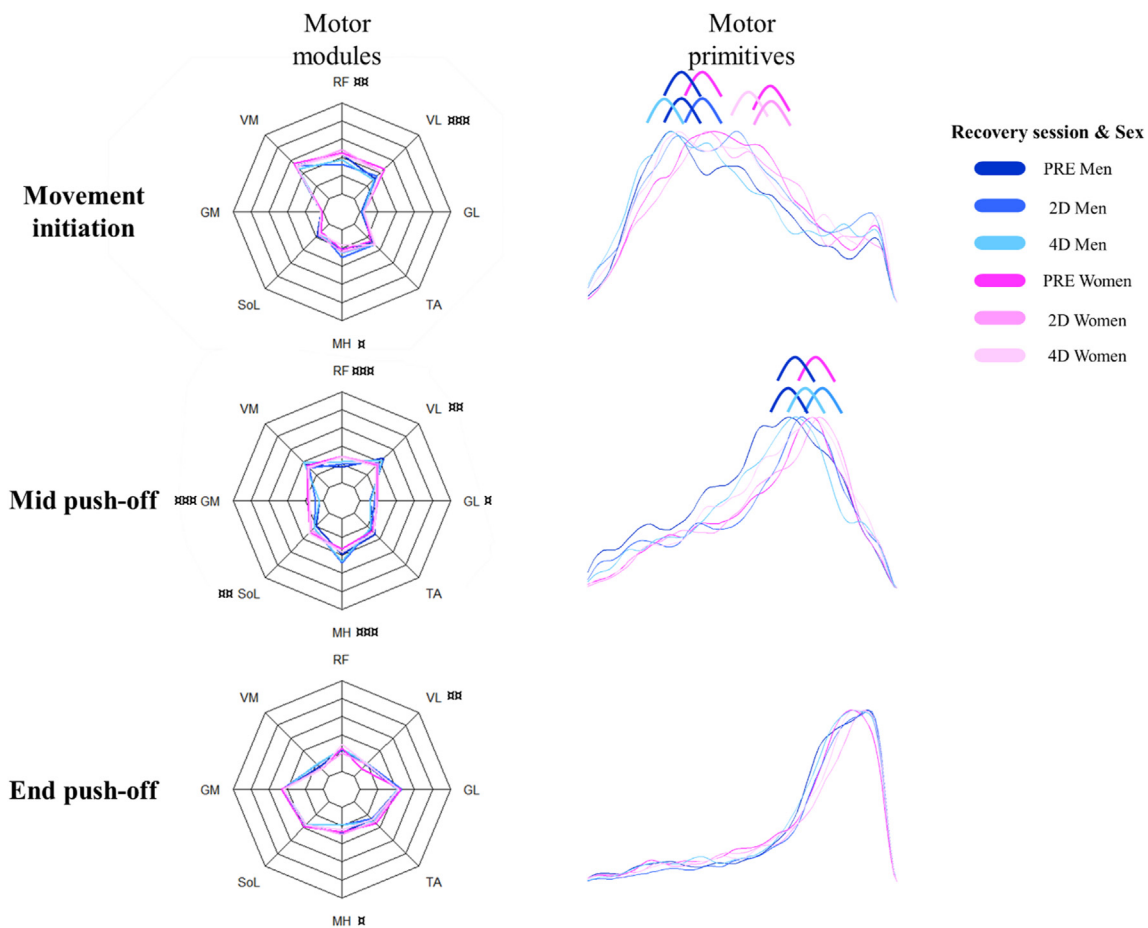 Motor
modules
Motor
primitives
Movement
initiation
RF ¤¤
VM
VL ¤¤¤
GM
GL
SoL
TA
MH ¤
Recovery session & Sex
PRE Men
2D Men
4D Men
PRE Women
2D Women
4D Women
Mid push-off
RF ¤¤¤
VM
VL ¤¤
¤¤¤ GM
GL ¤
¤¤ SoL
TA
MH ¤¤¤
End push-off
RF
VM
VL ¤¤
GM
GL
SoL
TA
MH ¤